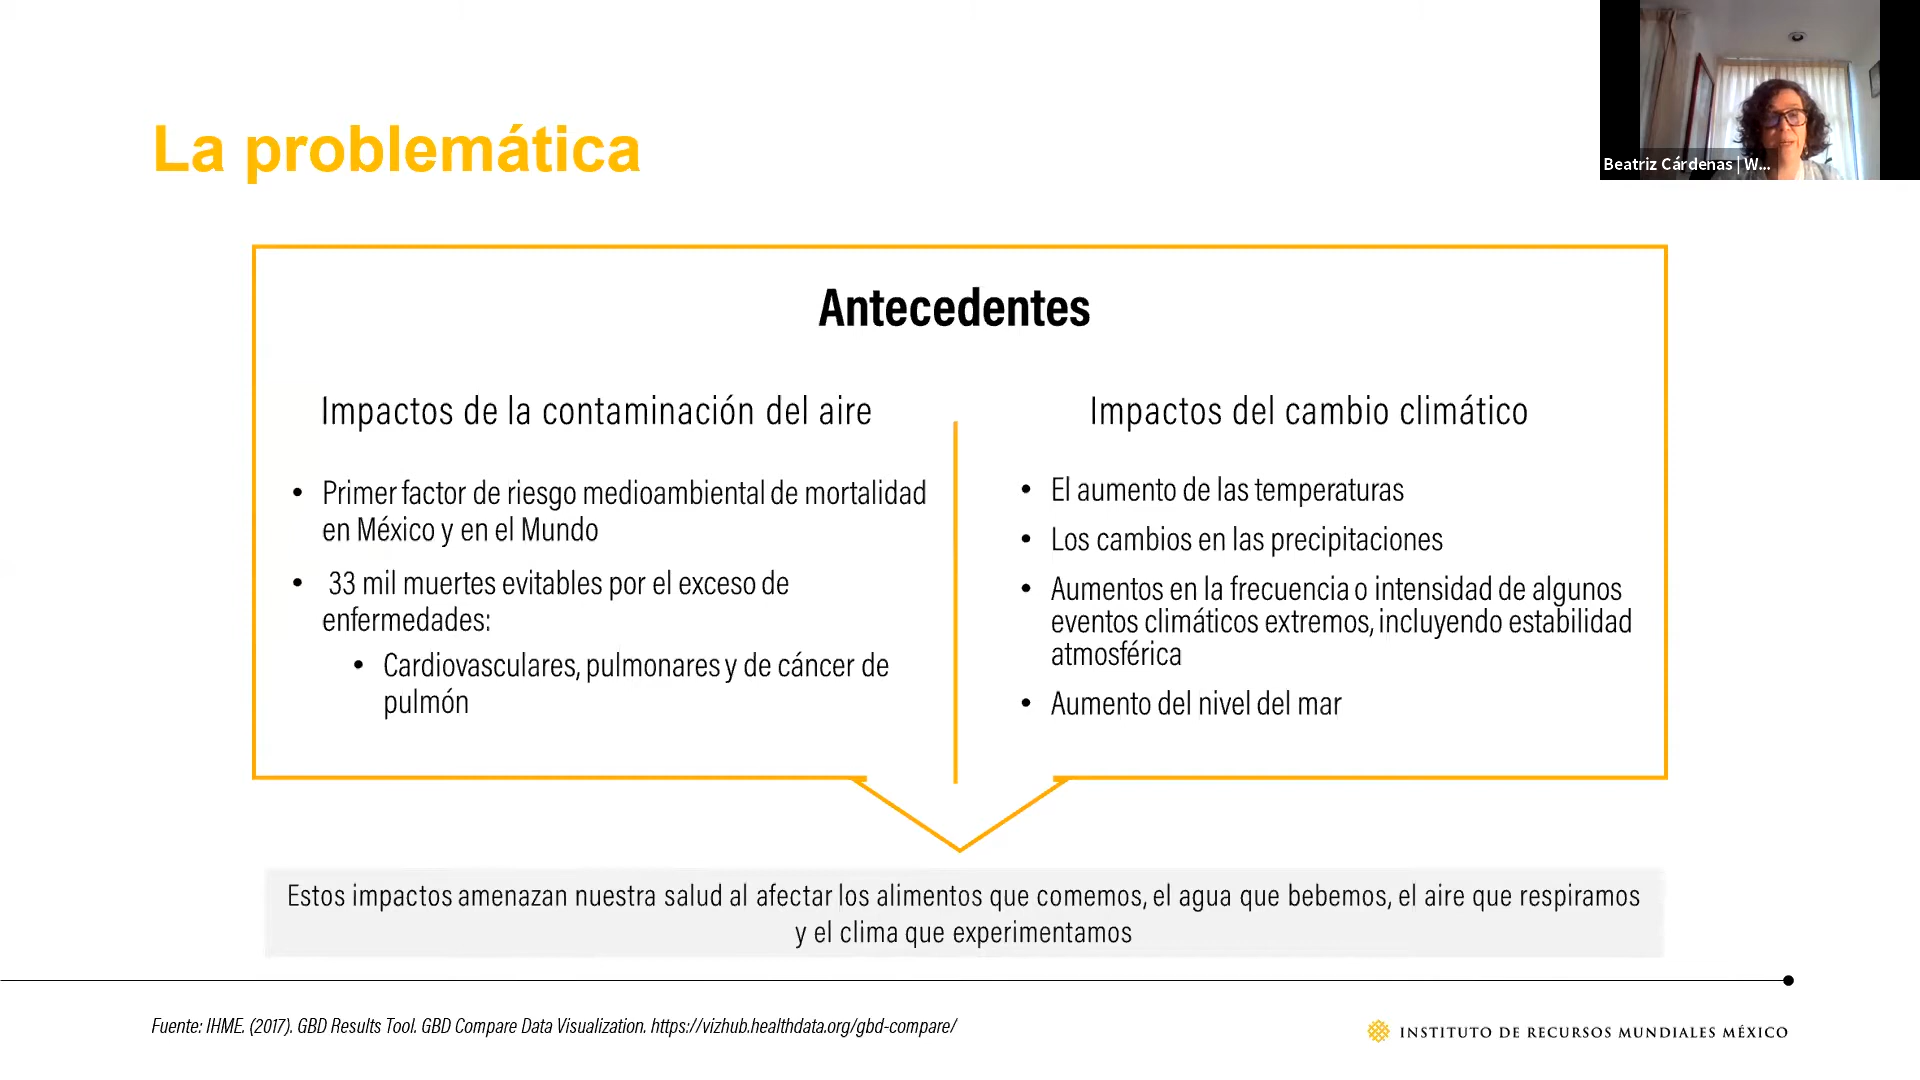 La problemática
Beatriz Cárdenas | W...
Antecedentes
Impactos de la contaminación del aire
• Primer factor de riesgo medioambiental de mortalidad
en México y en el Mundo
• 33 mil muertes evitables por el exceso de
enfermedades:
• Cardiovasculares, pulmonares y de cáncer de
pulmón
Impactos del cambio climático
• El aumento de las temperaturas
• Los cambios en las precipitaciones
• Aumentos en la frecuencia o intensidad de algunos
eventos climáticos extremos, incluyendo estabilidad
atmosférica
• Aumento del nivel del mar
Estos impactos amenazan nuestra salud al afectar los alimentos que comemos, el agua que bebemos, el aire que respiramos
y el clima que experimentamos
Fuente: IHME. (2017). GBD Results Tool. GBD Compare Data Visualization. https://vizhub.healthdata.org/gbd-compare/
INSTITUTO DE RECURSOS MUNDIALES MÉXICO